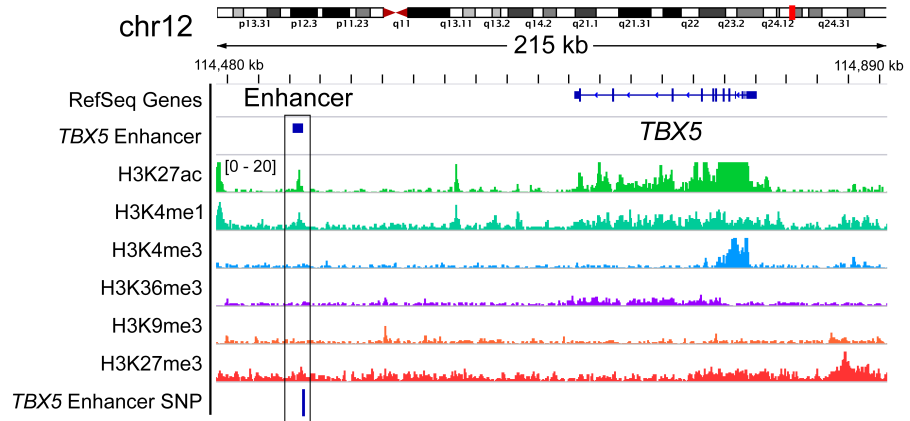 chr12
p13.31 p12.3 p11.23 q11 q13.11 q13.2 q14.2 q21.1 q21.31 q22 q23.2 q24.12 q24.31
215 kb
114,480 kb 114,890 kb
RefSeq Genes
Enhancer
TBX5
TBX5 Enhancer
H3K27ac
[0 - 20]
H3K4me1
H3K4me3
H3K36me3
H3K9me3
H3K27me3
TBX5 Enhancer SNP